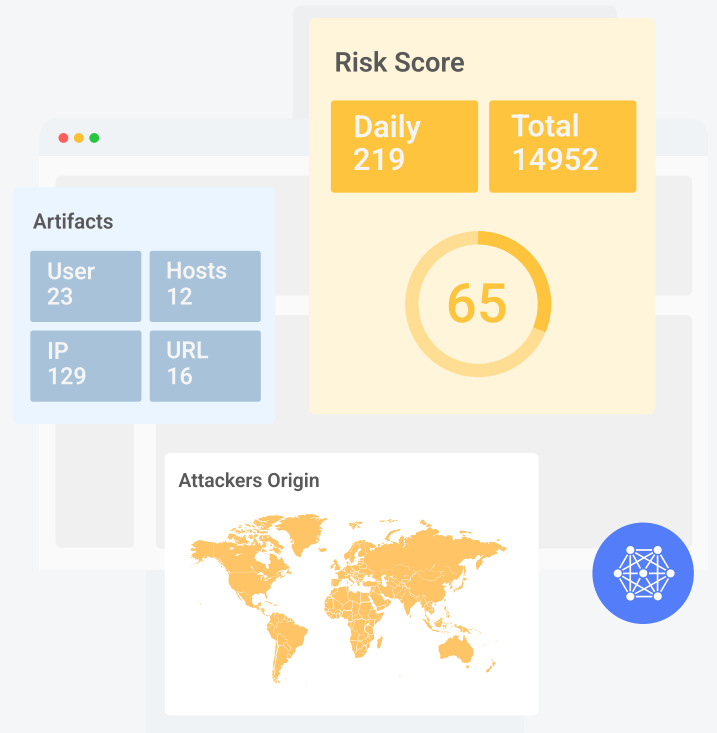 Risk Score
Daily
219
Total
14952
65
Artifacts
User
23
Hosts
12
IP
129
URL
16
Attackers Origin